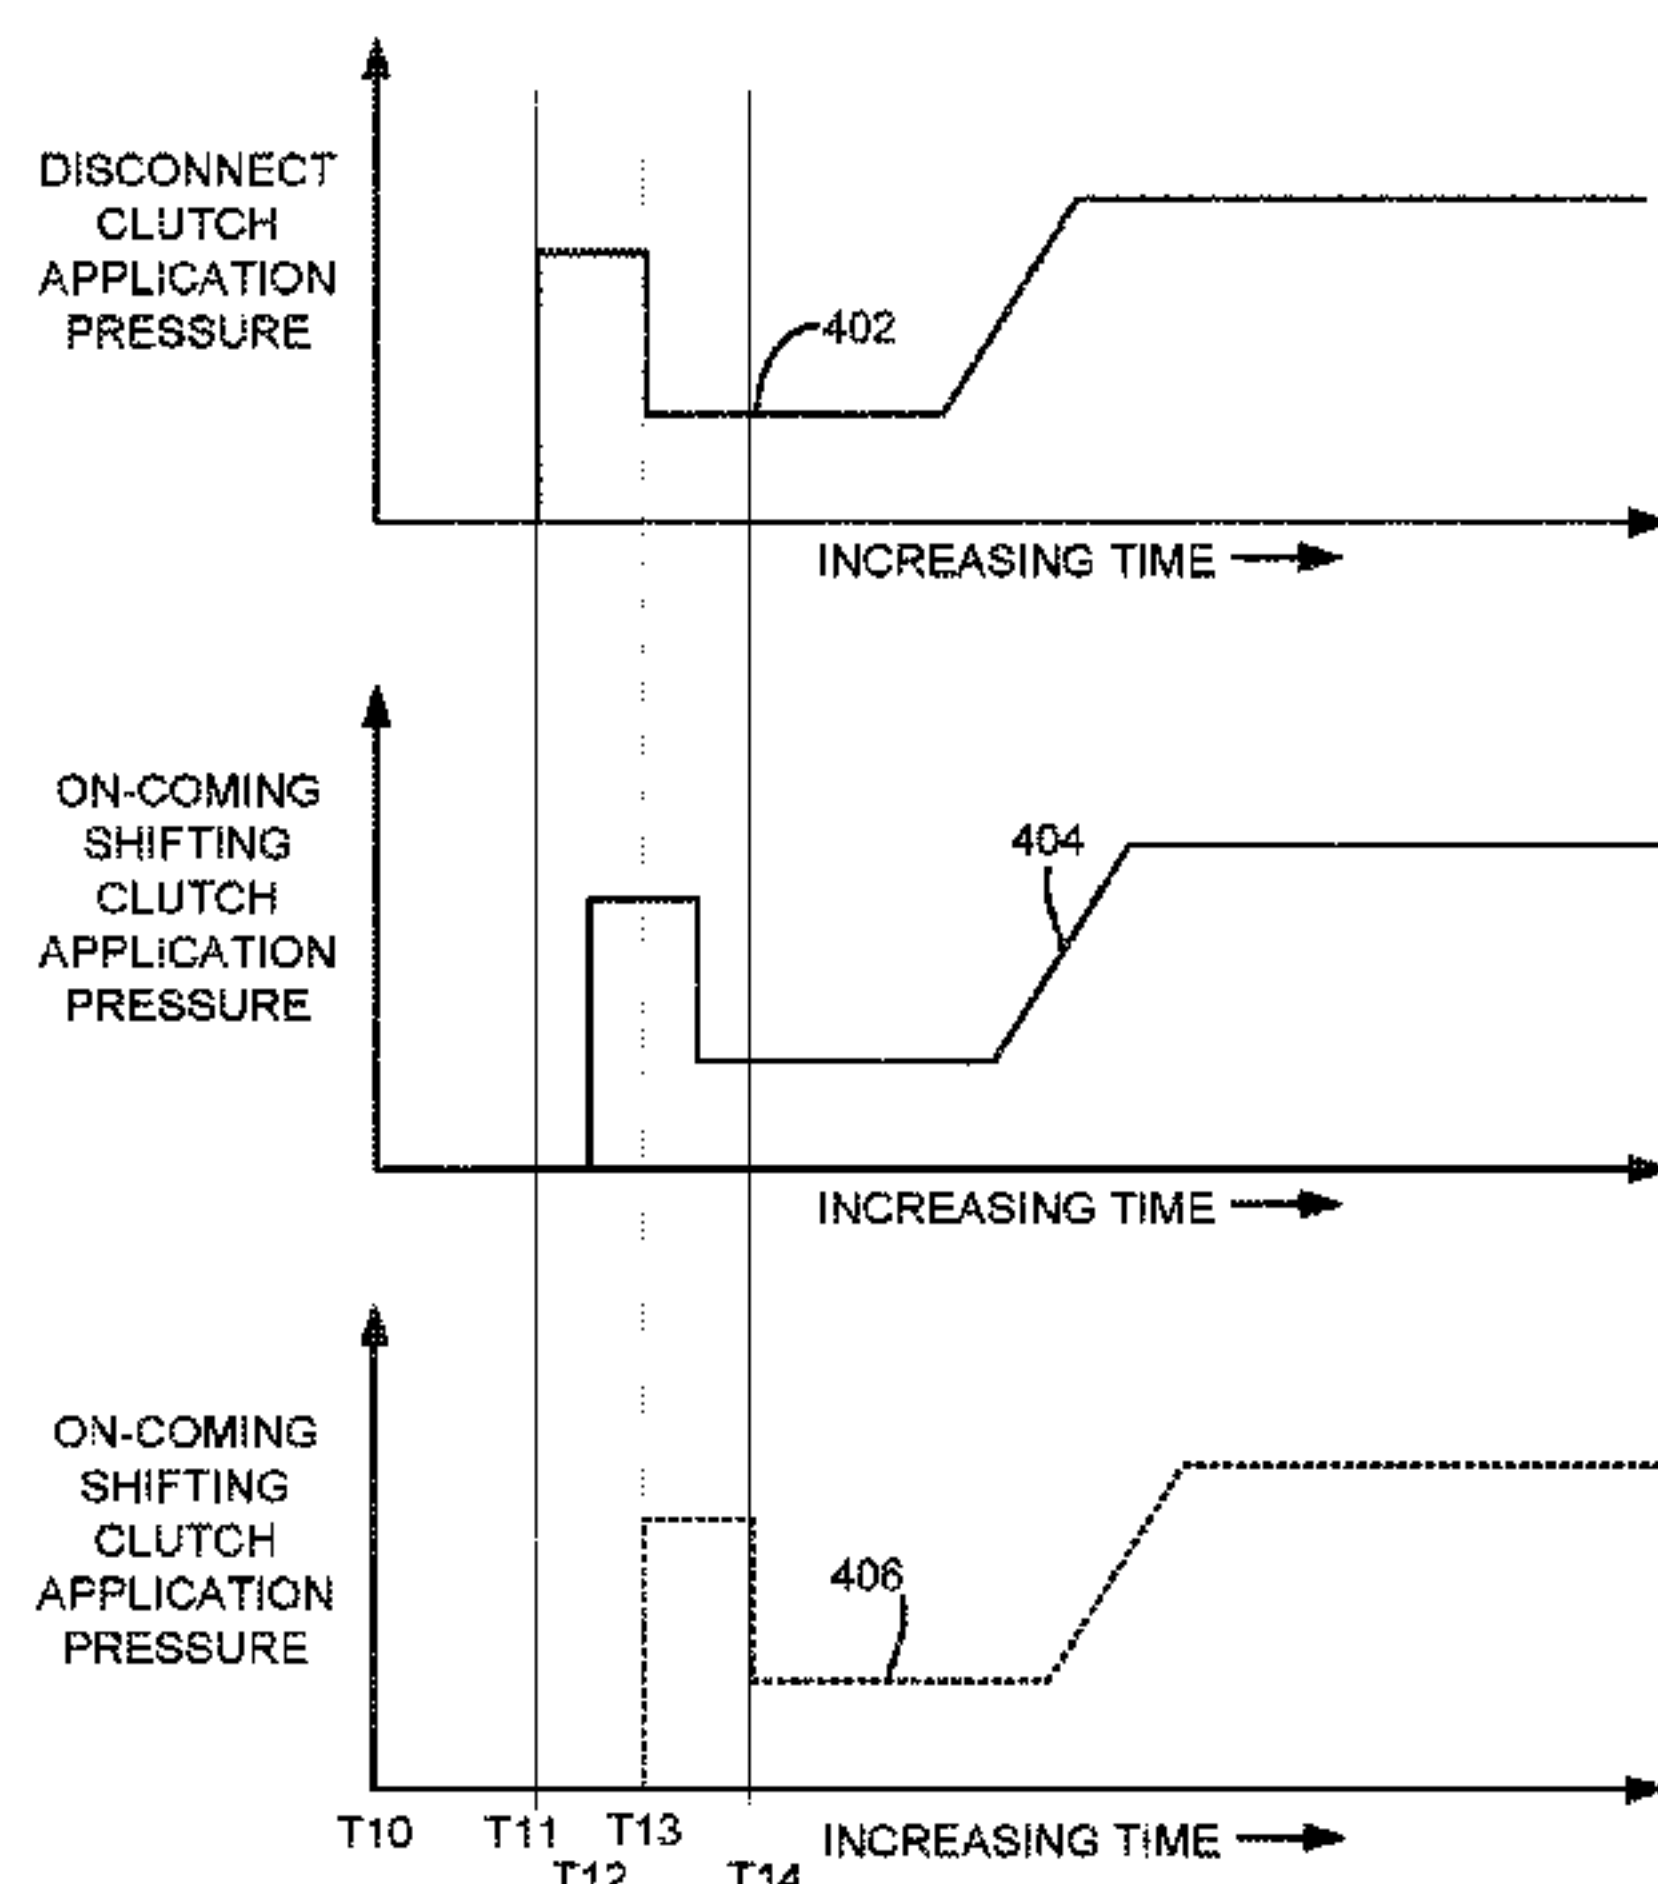 DISCONNECT
CLUTCH
APPLICATION
PRESSURE
402
INCREASING TIME
ON-COMING
SHIFTING
CLUTCH
APPLICATION
PRESSURE
404
INCREASING TIME
ON-COMING
SHIFTING
CLUTCH
APPLICATION
PRESSURE
406
T10 T11 T13 INCREASING TIME
T12 T14